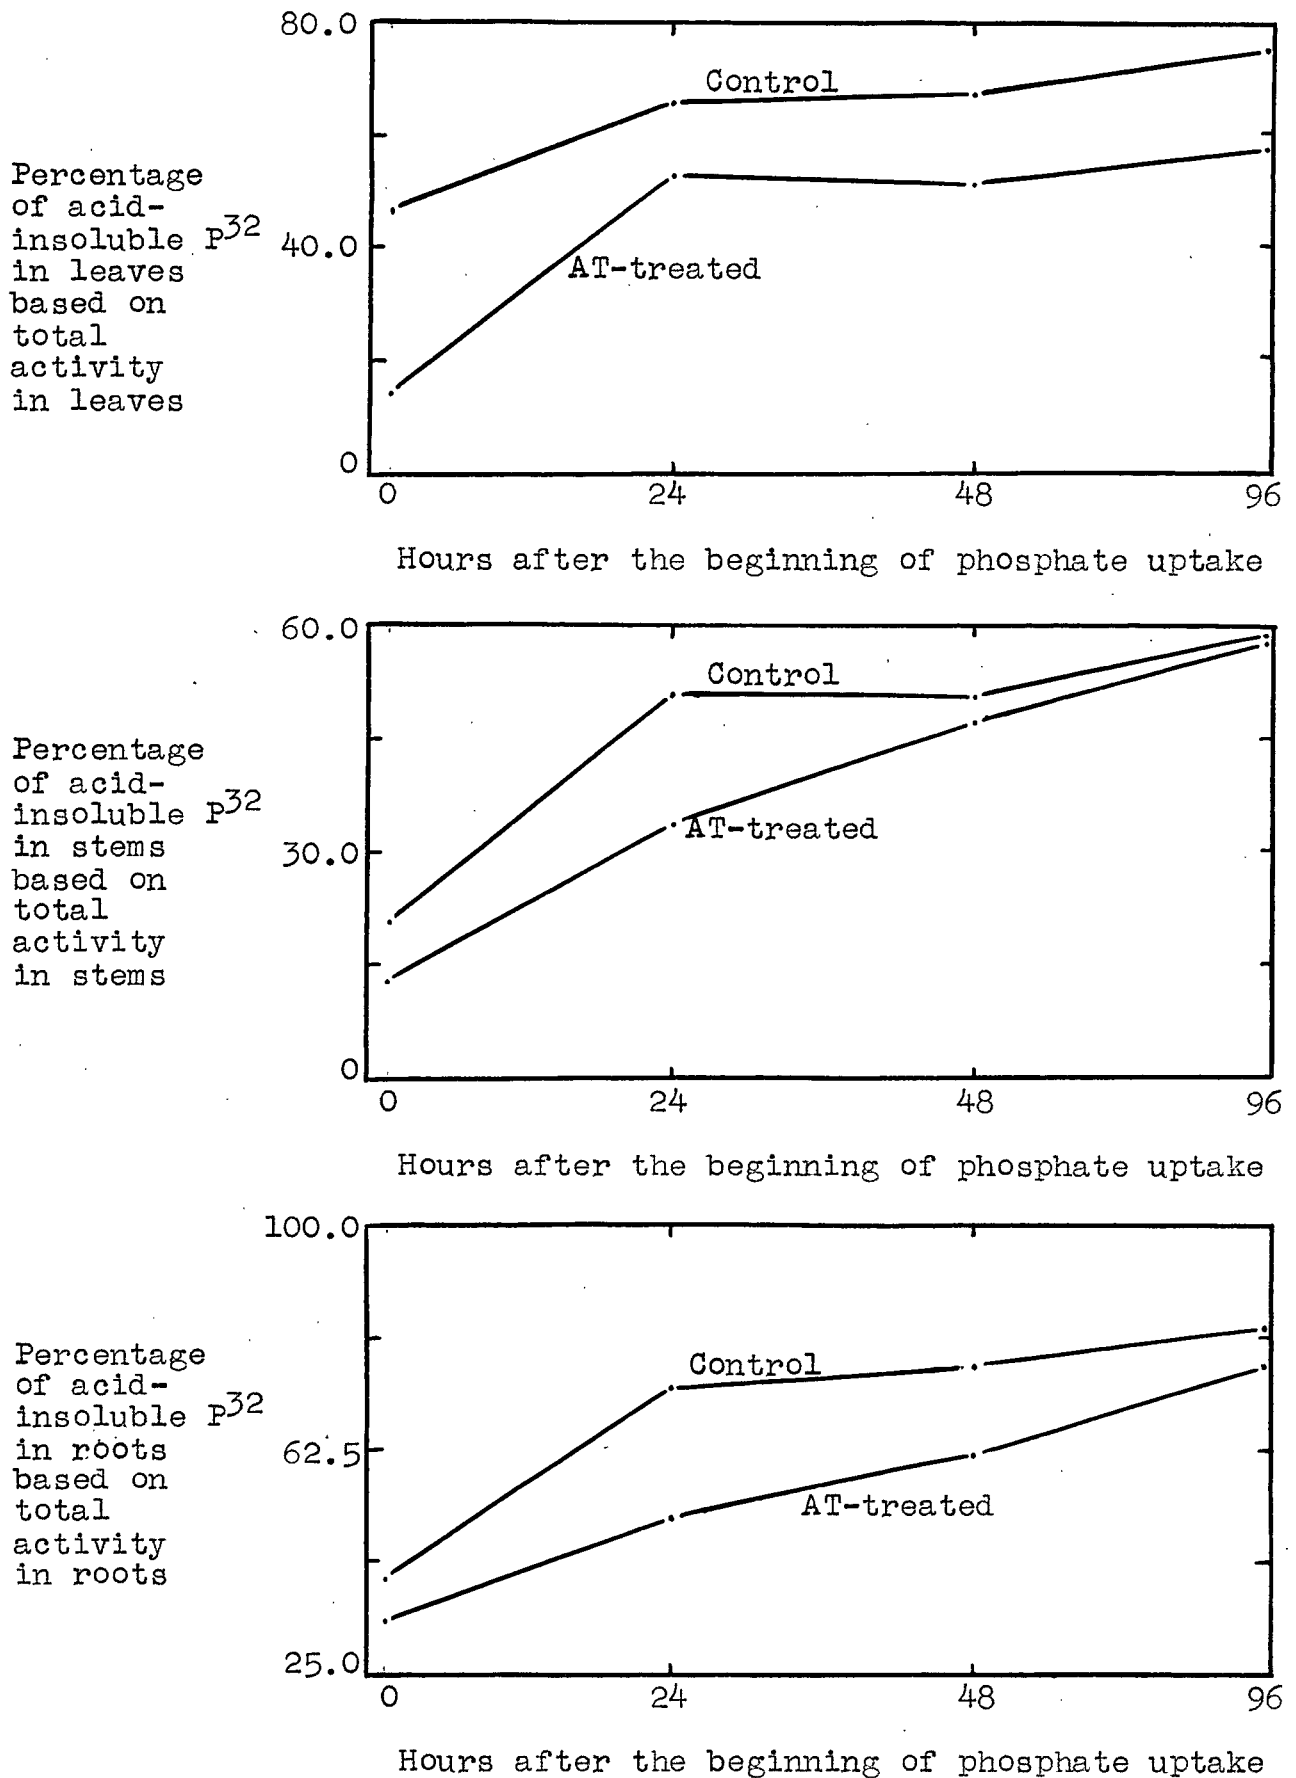 80.0
Control
Percentage
of acid-
insoluble P32
in leaves
based on
total
activity
in leaves
40.0
AT-treated
0
0 24 48 96
Hours after the beginning of phosphate uptake
60.0
Control
Percentage
of acid-
insoluble P32
in stems
based on
total
activity
in stems
30.0
AT-treated
0
0 24 48 96
Hours after the beginning of phosphate uptake
100.0
Control
Percentage
of acid-
insoluble P32
in roots
based on
total
activity
in roots
62.5
AT-treated
25.0
0 24 48 96
Hours after the beginning of phosphate uptake